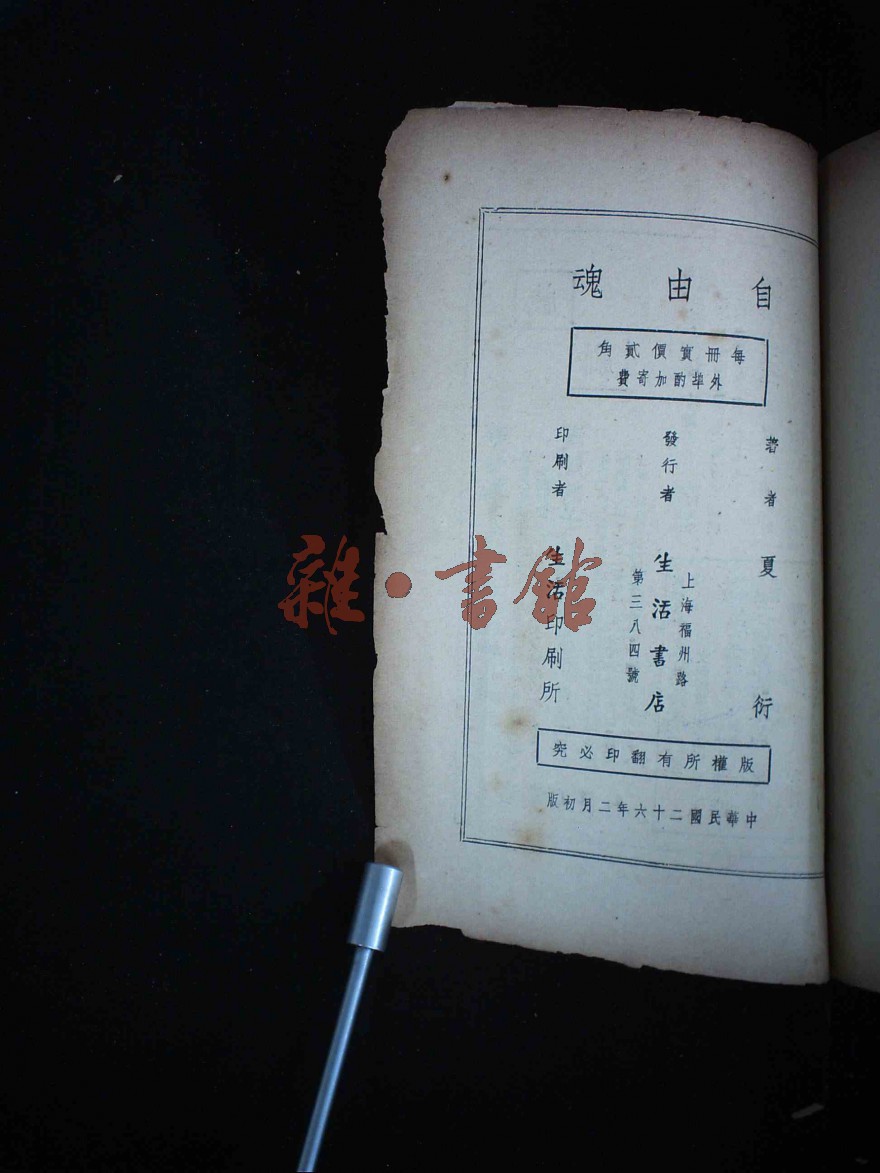 自由魂
每冊實價貳角
外埠酌加寄費
著者 夏衍
發行者 生活書店
上海福州路
第三八四號
印刷者 生活印刷所
版權所有翻印必究
中華民國二十六年二月初版
雜·書館